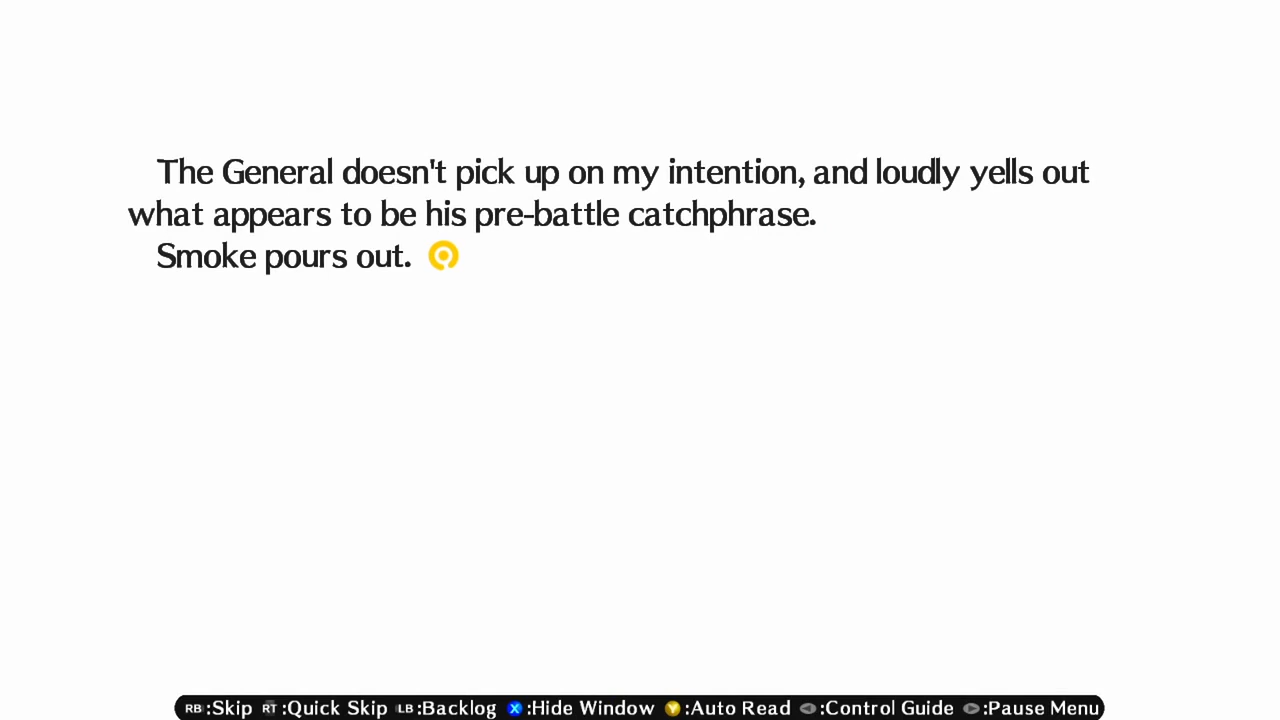 The General doesn't pick up on my intention, and loudly yells out
what appears to be his pre-battle catchphrase.
Smoke pours out.
RB:Skip RT:Quick Skip LB:Backlog X:Hide Window Y:Auto Read :Control Guide :Pause Menu